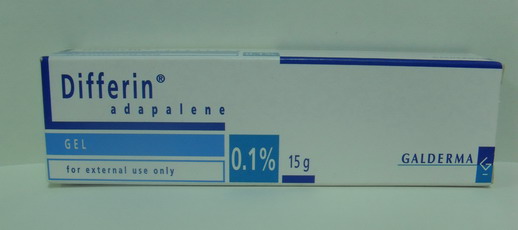 Differin®
adapalene
GEL
for external use only
0.1%
15 g
GALDERMA